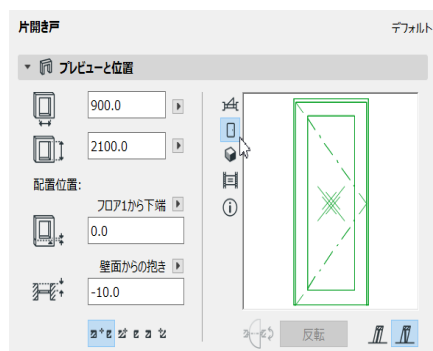 片開き戸
デフォルト
プレビューと位置
900.0
2100.0
配置位置:
フロア1から下端
0.0
壁面からの抱き
-10.0
反転